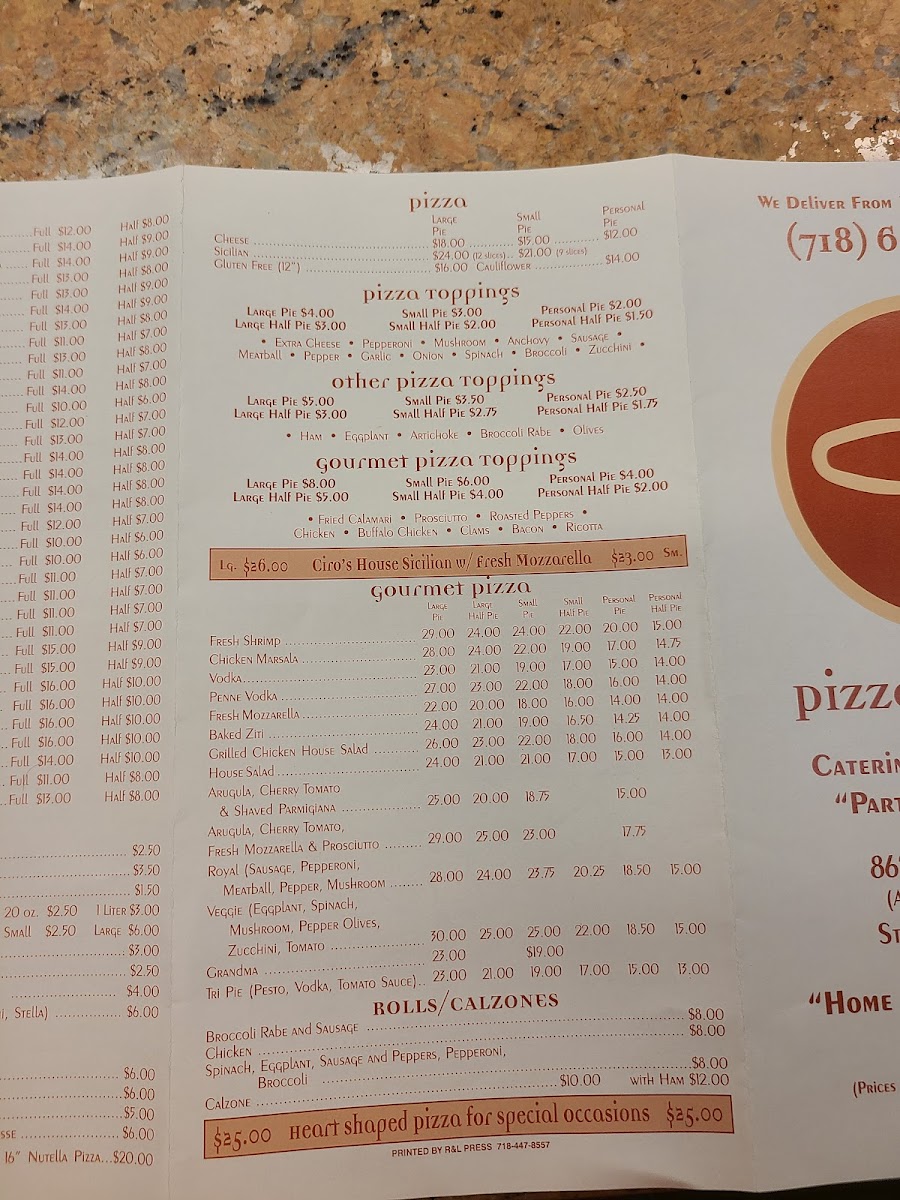 Full $12.00 Half $8.00
Full $14.00 Half $9.00
Full $14.00 Half $9.00
Full $13.00 Half $8.00
Full $13.00 Half $9.00
Full $14.00 Half $9.00
Full $13.00 Half $8.00
Full $11.00 Half $7.00
Full $13.00 Half $8.00
Full $11.00 Half $7.00
Full $14.00 Half $8.00
Full $10.00 Half $6.00
Full $12.00 Half $7.00
Full $13.00 Half $7.00
Full $14.00 Half $8.00
Full $14.00 Half $8.00
Full $14.00 Half $8.00
Full $14.00 Half $8.00
Full $12.00 Half $7.00
Full $10.00 Half $6.00
Full $10.00 Half $6.00
Full $11.00 Half $7.00
Full $11.00 Half $7.00
Full $11.00 Half $7.00
Full $11.00 Half $7.00
Full $15.00 Half $9.00
Full $15.00 Half $9.00
Full $16.00 Half $10.00
Full $16.00 Half $10.00
Full $16.00 Half $10.00
Full $16.00 Half $10.00
Full $14.00 Half $10.00
Full $11.00 Half $8.00
Full $13.00 Half $8.00
$2.50
$3.50
$1.50
20 oz. $2.50 1 Liter $3.00
Small $2.50 Large $6.00
$3.00
$2.50
$4.00
i, Stella) $6.00
$6.00
$6.00
$5.00
sse $6.00
16" Nutella Pizza...$20.00
pizza
Large Pie Small Pie Personal Pie
Cheese $18.00 $15.00 $12.00
Sicilian $24.00 (12 slices) $21.00 (9 slices)
Gluten Free (12") $16.00 Cauliflower $14.00
pizza toppings
Large Pie $4.00 Small Pie $3.00 Personal Pie $2.00
Large Half Pie $3.00 Small Half Pie $2.00 Personal Half Pie $1.50
• Extra Cheese • Pepperoni • Mushroom • Anchovy • Sausage •
Meatball • Pepper • Garlic • Onion • Spinach • Broccoli • Zucchini •
other pizza toppings
Large Pie $5.00 Small Pie $3.50 Personal Pie $2.50
Large Half Pie $3.00 Small Half Pie $2.75 Personal Half Pie $1.75
• Ham • Eggplant • Artichoke • Broccoli Rabe • Olives
gourmet pizza toppings
Large Pie $8.00 Small Pie $6.00 Personal Pie $4.00
Large Half Pie $5.00 Small Half Pie $4.00 Personal Half Pie $2.00
• Fried Calamari • Prosciutto • Roasted Peppers •
Chicken • Buffalo Chicken • Clams • Bacon • Ricotta
Lg. $26.00 Ciro's House Sicilian w/ Fresh Mozzarella $23.00 Sm.
gourmet pizza
Large Pie Large Half Pie Small Pie Small Half Pie Personal Pie Personal Half Pie
Fresh Shrimp 29.00 24.00 24.00 22.00 20.00 15.00
Chicken Marsala 28.00 24.00 22.00 19.00 17.00 14.75
Vodka 23.00 21.00 19.00 17.00 15.00 14.00
Penne Vodka 27.00 23.00 22.00 18.00 16.00 14.00
Fresh Mozzarella 22.00 20.00 18.00 16.00 14.00 14.00
Baked Ziti 24.00 21.00 19.00 16.50 14.25 14.00
Grilled Chicken House Salad 26.00 23.00 22.00 18.00 16.00 14.00
House Salad 24.00 21.00 21.00 17.00 15.00 13.00
Arugula, Cherry Tomato
& Shaved Parmigiana 25.00 20.00 18.75 15.00
Arugula, Cherry Tomato,
Fresh Mozzarella & Prosciutto 29.00 25.00 23.00 17.75
Royal (Sausage, Pepperoni,
Meatball, Pepper, Mushroom 28.00 24.00 23.75 20.25 18.50 15.00
Veggie (Eggplant, Spinach,
Mushroom, Pepper Olives,
Zucchini, Tomato 30.00 25.00 25.00 22.00 18.50 15.00
Grandma 23.00 $19.00
Tri Pie (Pesto, Vodka, Tomato Sauce).. 23.00 21.00 19.00 17.00 15.00 13.00
ROLLS/CALZONES
Broccoli Rabe and Sausage $8.00
Chicken $8.00
Spinach, Eggplant, Sausage and Peppers, Pepperoni,
Broccoli $8.00
Calzone $10.00 with Ham $12.00
$25.00 Heart shaped pizza for special occasions $25.00
PRINTED BY R&L PRESS 718-447-8557
We Deliver From
(718) 6
pizz
Caterin
"Part
86
(A
St
"Home
(Prices